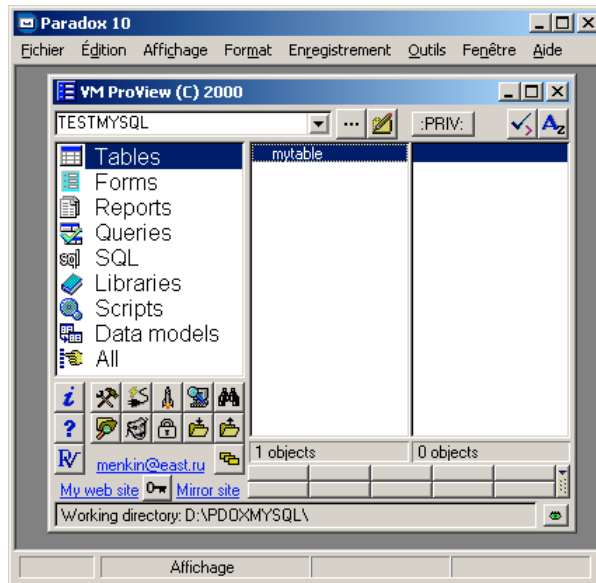 Paradox 10
Fichier Édition Affichage Format Enregistrement Outils Fenêtre Aide
VM ProView (C) 2000
TESTMYSQL ... :PRIV:
Tables
Forms
Reports
Queries
SQL
Libraries
Scripts
Data models
All
mytable
1 objects 0 objects
menkin@east.ru
My web site Mirror site
Working directory: D:\PDOXMYSQL\
Affichage